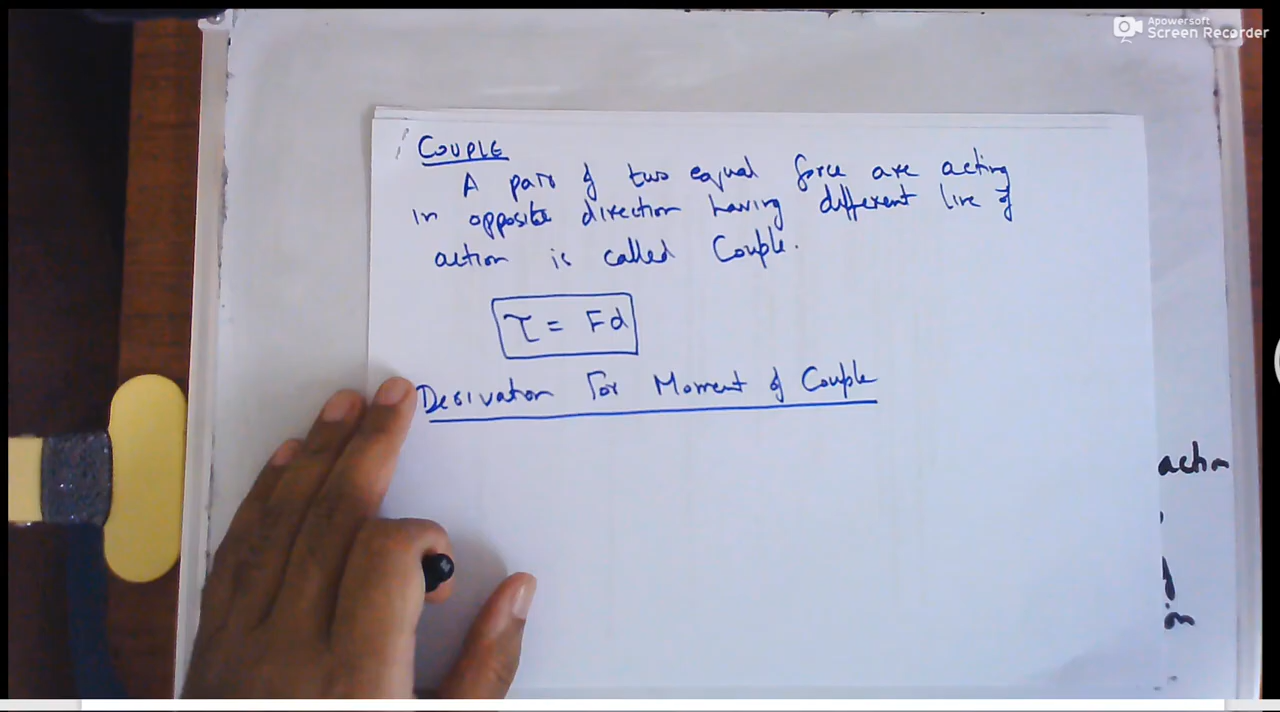 Apowersoft
Screen Recorder
COUPLE
A pair of two equal force are acting
in opposite direction having different line of
action is called Couple.
τ = Fd
Derivation For Moment of Couple
action